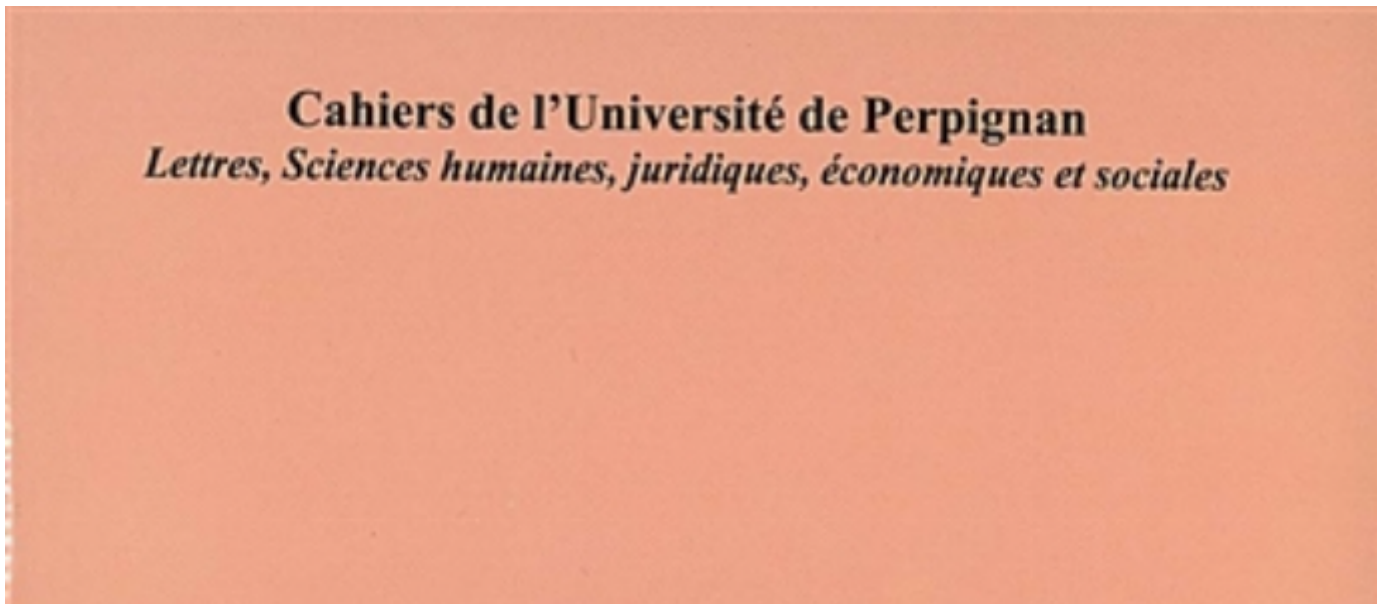 Cahiers de l'Université de Perpignan
Lettres, Sciences humaines, juridiques, économiques et sociales